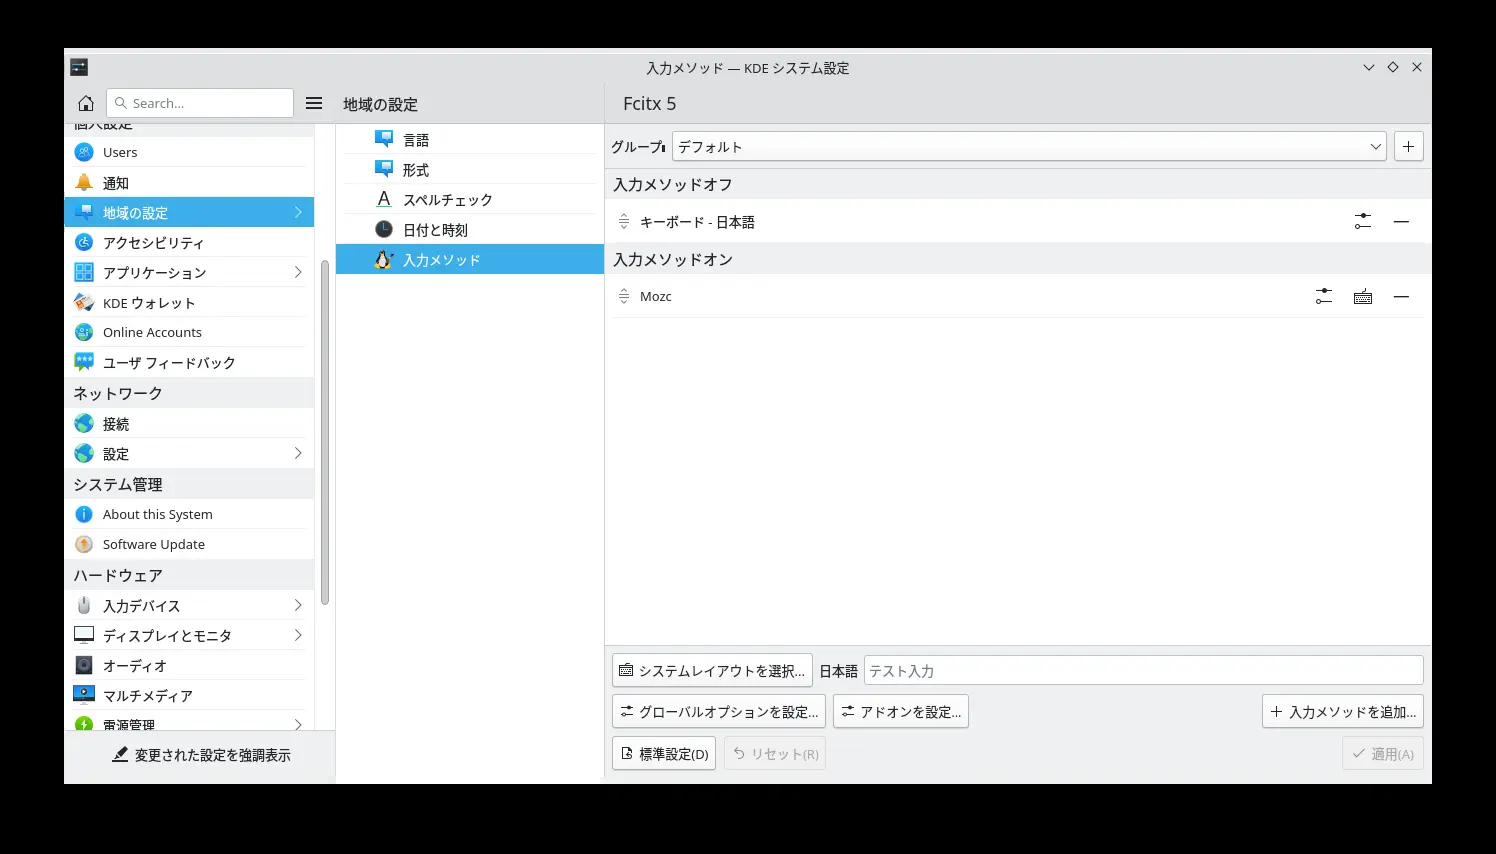 入力メソッド — KDE システム設定
Search...
地域の設定
Fcitx 5
個人設定
Users
通知
地域の設定
アクセシビリティ
アプリケーション
KDE ウォレット
Online Accounts
ユーザ フィードバック
ネットワーク
接続
設定
システム管理
About this System
Software Update
ハードウェア
入力デバイス
ディスプレイとモニタ
オーディオ
マルチメディア
電源管理
変更された設定を強調表示
言語
形式
スペルチェック
日付と時刻
入力メソッド
グループ:
デフォルト
入力メソッドオフ
キーボード - 日本語
入力メソッドオン
Mozc
システムレイアウトを選択...
日本語
テスト入力
グローバルオプションを設定...
アドオンを設定...
入力メソッドを追加...
標準設定(D)
リセット(R)
適用(A)